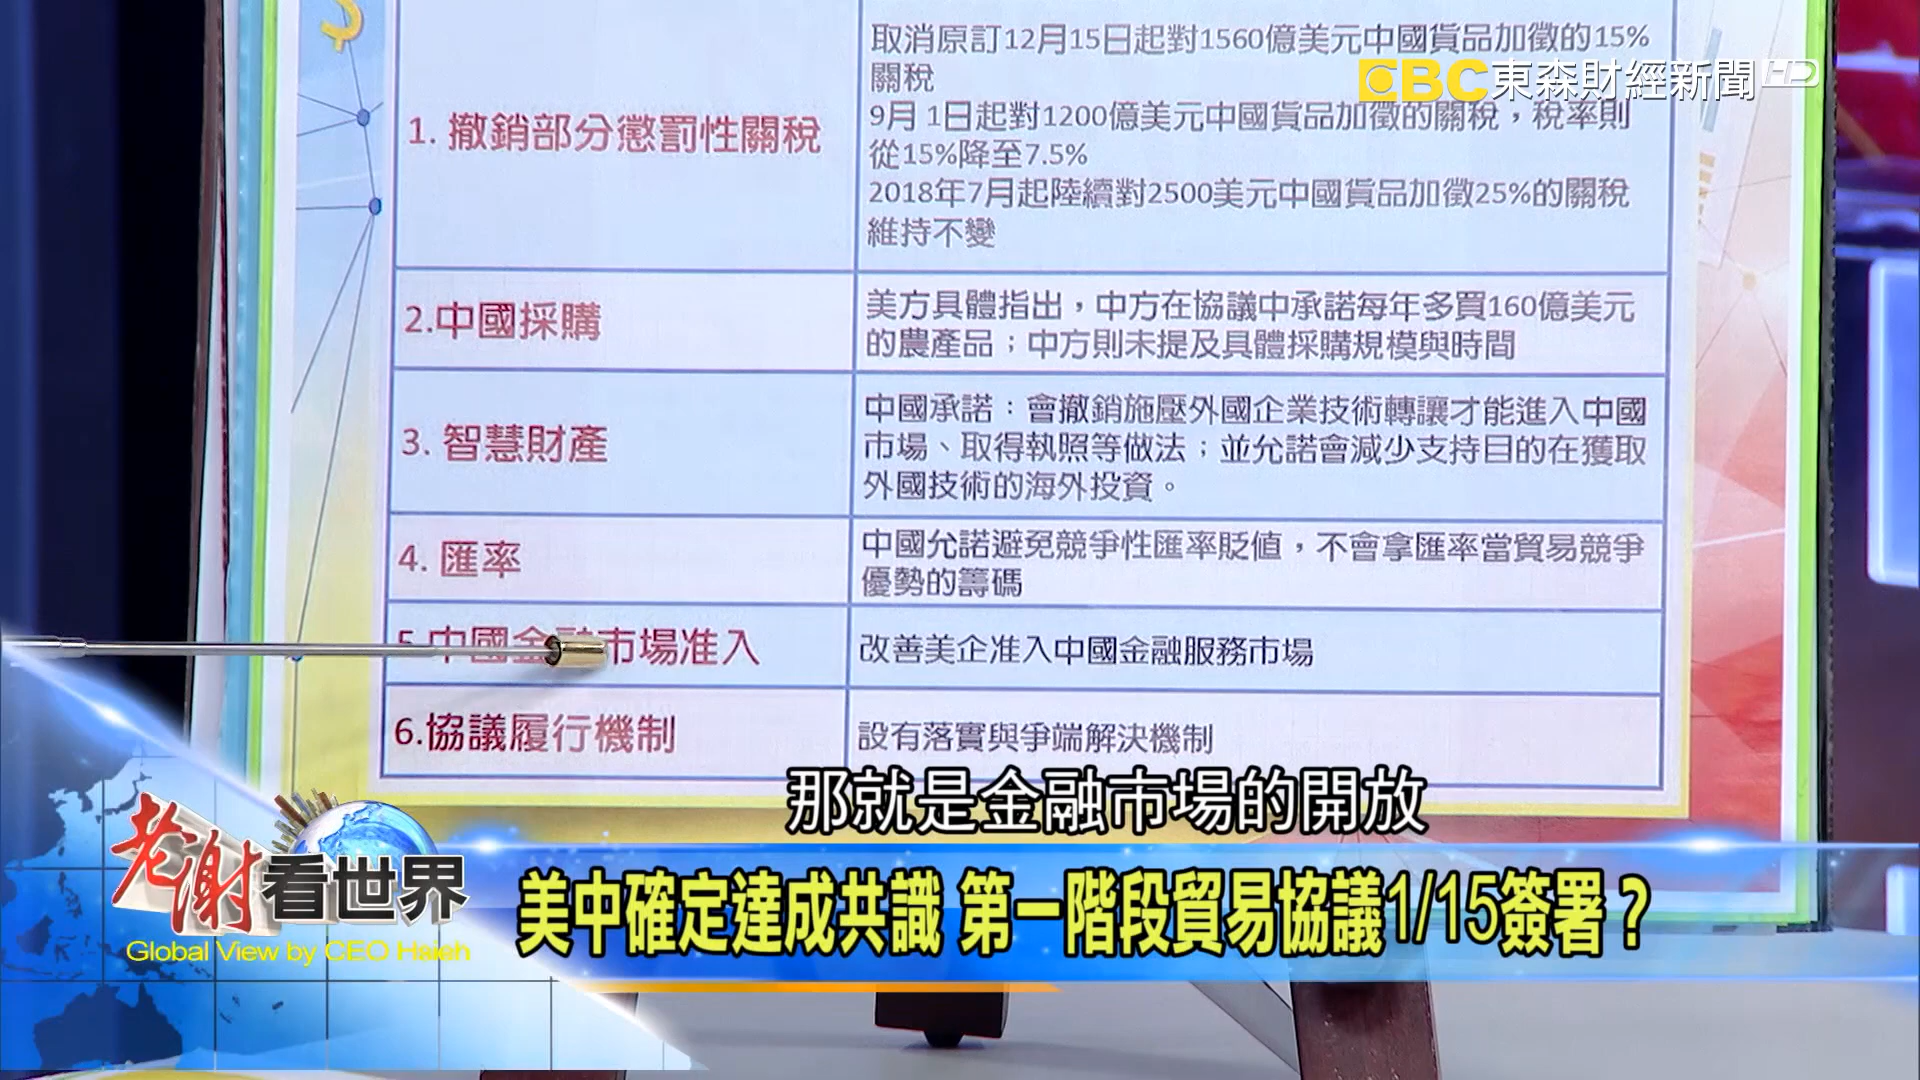 取消原訂12月15日起對1560億美元中國貨品加徵的15%
關稅
EBC東森財經新聞HD
1. 撤銷部分懲罰性關稅
9月 1日起對1200億美元中國貨品加徵的關稅，稅率則
從15%降至7.5%
2018年7月起陸續對2500美元中國貨品加徵25%的關稅
維持不變
2.中國採購
美方具體指出，中方在協議中承諾每年多買160億美元
的農產品；中方則未提及具體採購規模與時間
3. 智慧財產
中國承諾：會撤銷施壓外國企業技術轉讓才能進入中國
市場、取得執照等做法；並允諾會減少支持目的在獲取
外國技術的海外投資。
4. 匯率
中國允諾避免競爭性匯率貶值，不會拿匯率當貿易競爭
優勢的籌碼
5.中國金融市場准入
改善美企准入中國金融服務市場
6.協議履行機制
設有落實與爭端解決機制
那就是金融市場的開放
老謝看世界
Global View by CEO Hsieh
美中確定達成共識 第一階段貿易協議1/15簽署？